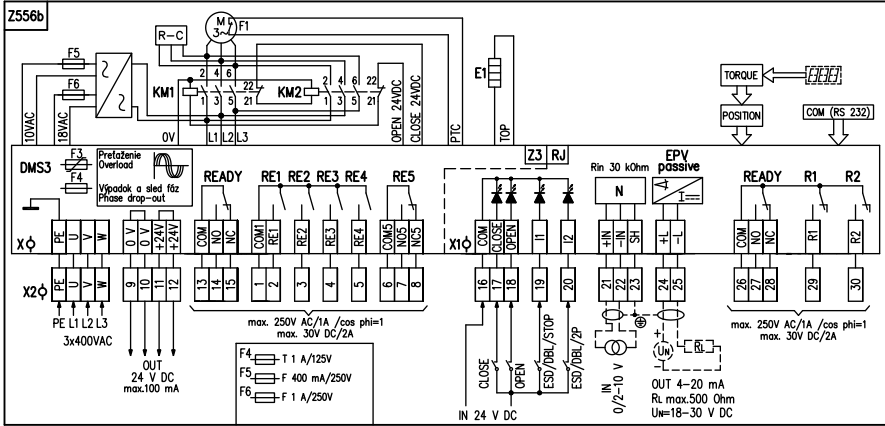 Z556b
F5
F6
10VAC
18VAC
R-C
M
3~
F1
2 4 6
22
KM1
1 3 5
21
KM2
2 4 6
22
1 3 5
21
0V
L1 L2 L3
OPEN 24VDC
CLOSE 24VDC
PTC
E1
TOP
TORQUE
POSITION
COM (RS 232)
DMS3
F3
F4
Pretaženie
Overload
Výpadok a sled fáz
Phase drop-out
READY
RE1 RE2 RE3 RE4
RE5
Z3 RJ
Rin 30 kOhm
N
EPV
passive
READY
R1
R2
X
PE U V W
0 V 0 V +24V +24V
COM NO NC
COM1 RE1 RE2 RE3 RE4
COM5 NO5 NC5
X1
COM CLOSE OPEN I1 I2
+IN -IN SH
+L -L
COM NO NC
R1
R2
X2
PE U V W
9 10 11 12
13 14 15
1 2 3 4 5
6 7 8
16 17 18 19 20
21 22 23
24 25
26 27 28
29
30
PE L1 L2 L3
3x400VAC
OUT
24 V DC
max.100 mA
max. 250V AC/1A /cos phi=1
max. 30V DC/2A
F4 T 1 A/125V
F5 F 400 mA/250V
F6 F 1 A/250V
CLOSE
OPEN
ESD/DBL/STOP
ESD/DBL/2P
IN 24 V DC
IN
0/2-10 V
+
UN
-
RL
OUT 4-20 mA
RL max.500 Ohm
UN=18-30 V DC
max. 250V AC/1A /cos phi=1
max. 30V DC/2A